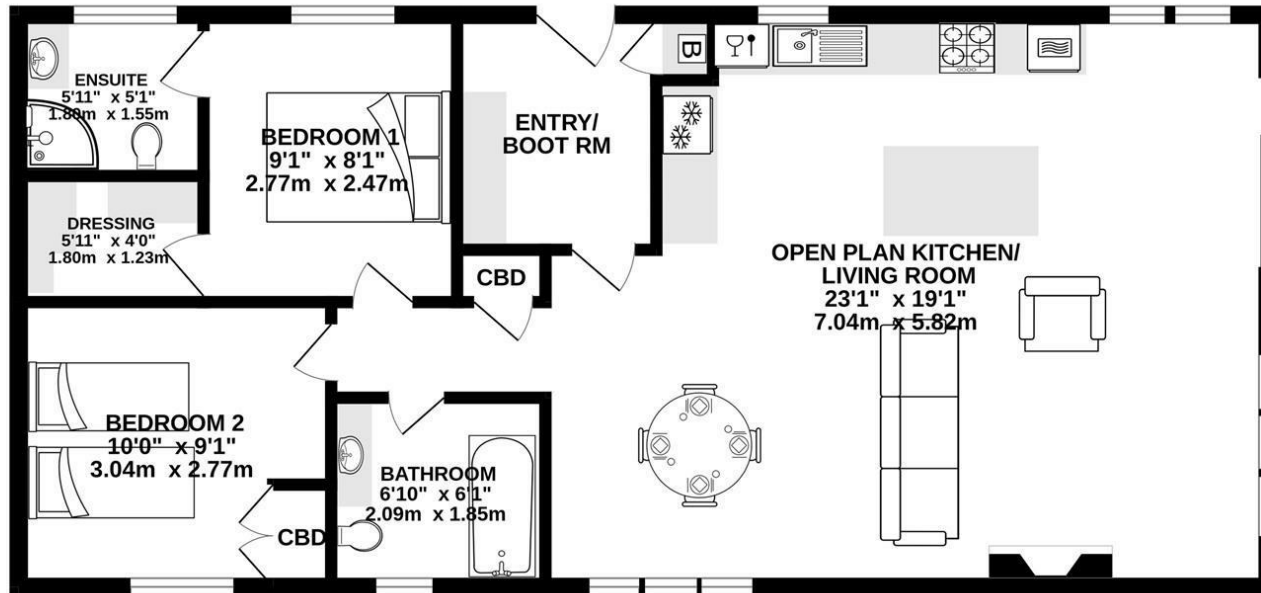 ENSUITE
5'11" x 5'1"
1.80m x 1.55m
BEDROOM 1
9'1" x 8'1"
2.77m x 2.47m
DRESSING
5'11" x 4'0"
1.80m x 1.23m
ENTRY/
BOOT RM
B
CBD
OPEN PLAN KITCHEN/
LIVING ROOM
23'1" x 19'1"
7.04m x 5.82m
BEDROOM 2
10'0" x 9'1"
3.04m x 2.77m
CBD
BATHROOM
6'10" x 6'1"
2.09m x 1.85m